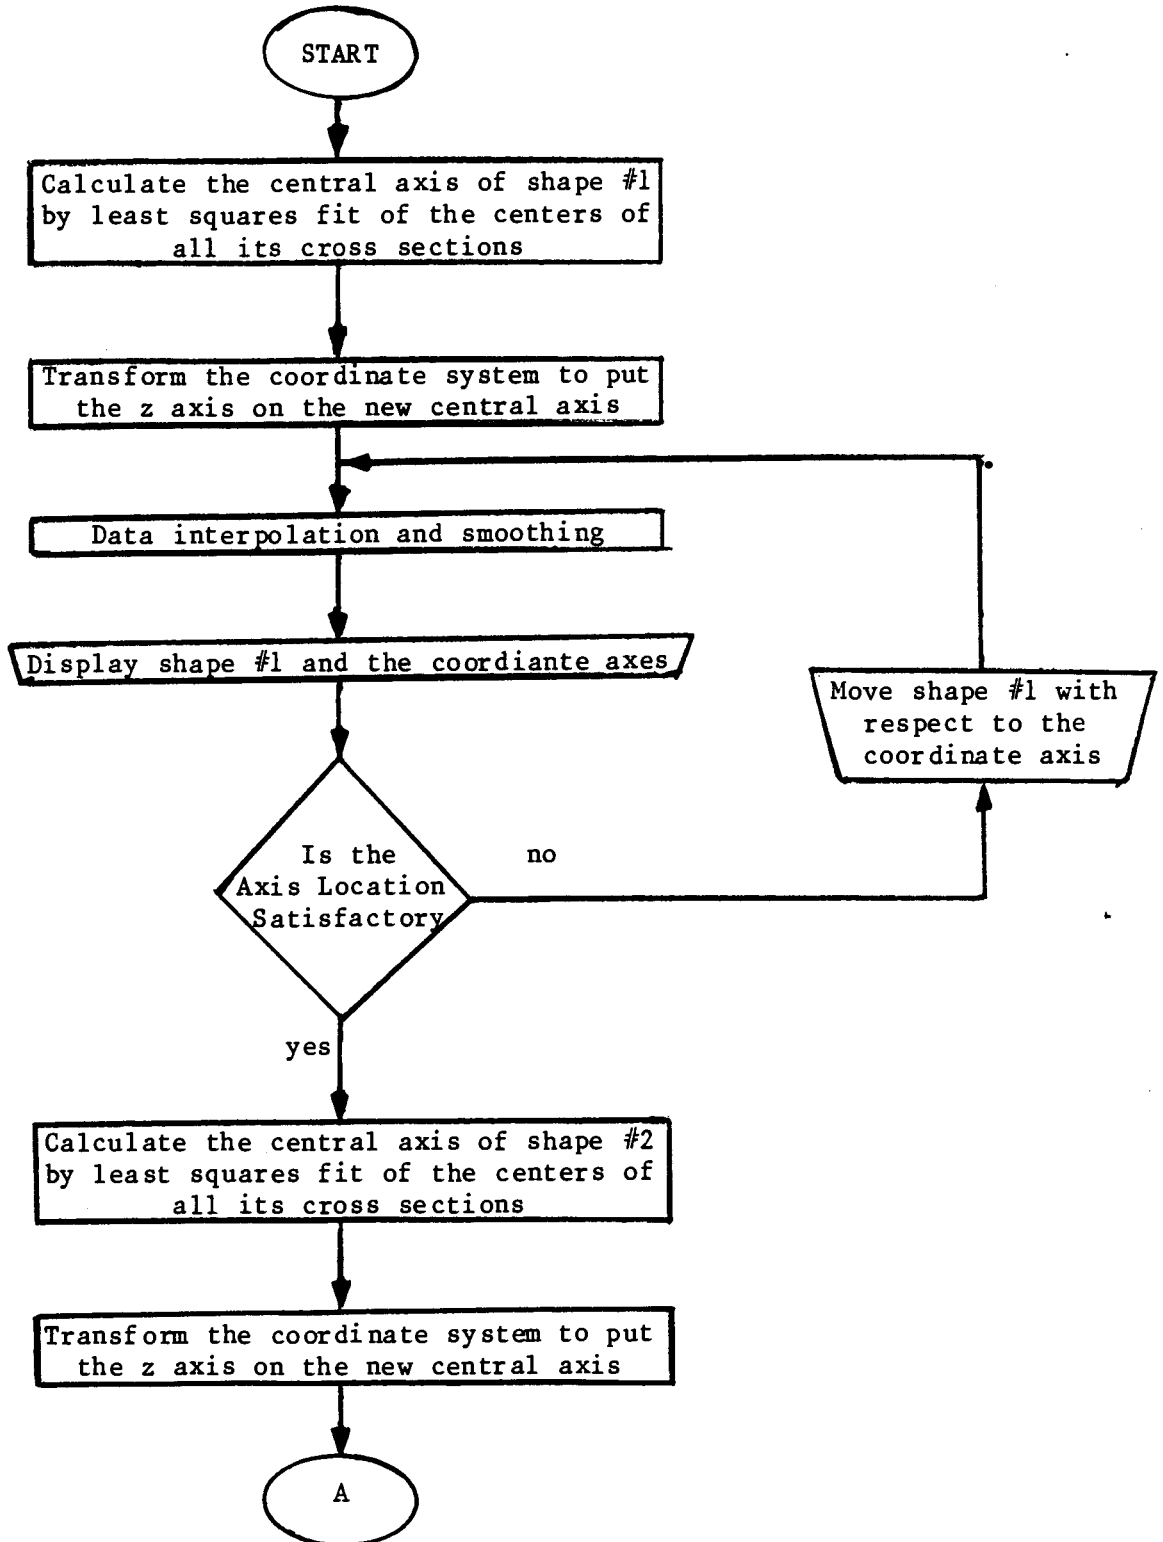 START
Calculate the central axis of shape #1
by least squares fit of the centers of
all its cross sections
Transform the coordinate system to put
the z axis on the new central axis
Data interpolation and smoothing
Display shape #1 and the coordiante axes
Move shape #1 with
respect to the
coordinate axis
Is the
Axis Location
Satisfactory
no
yes
Calculate the central axis of shape #2
by least squares fit of the centers of
all its cross sections
Transform the coordinate system to put
the z axis on the new central axis
A